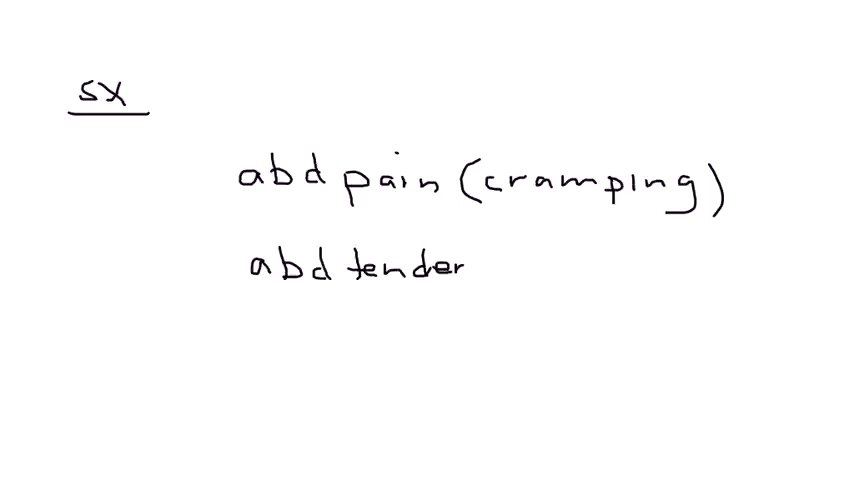 sx
abd pain (cramping)
abd tender